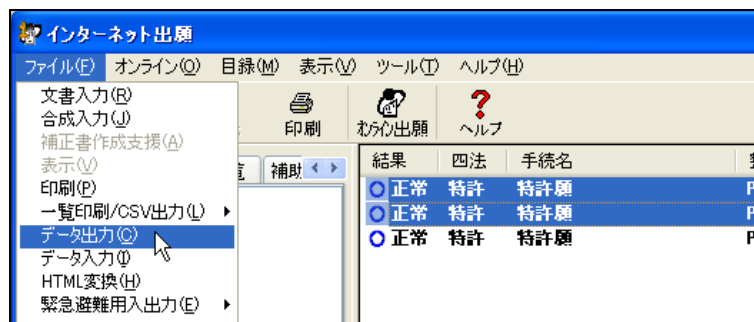 インターネット出願
ファイル(F) オンライン(O) 目録(M) 表示(V) ツール(T) ヘルプ(H)
印刷 オンライン出願 ヘルプ
文書入力(R)
合成入力(J)
補正書作成支援(A)
表示(V)
印刷(P)
一覧印刷/CSV出力(L)
データ出力(C)
データ入力(I)
HTML変換(H)
緊急避難用入出力(E)
補助
結果 四法 手続名
正常 特許 特許願 P
正常 特許 特許願 P
正常 特許 特許願 P